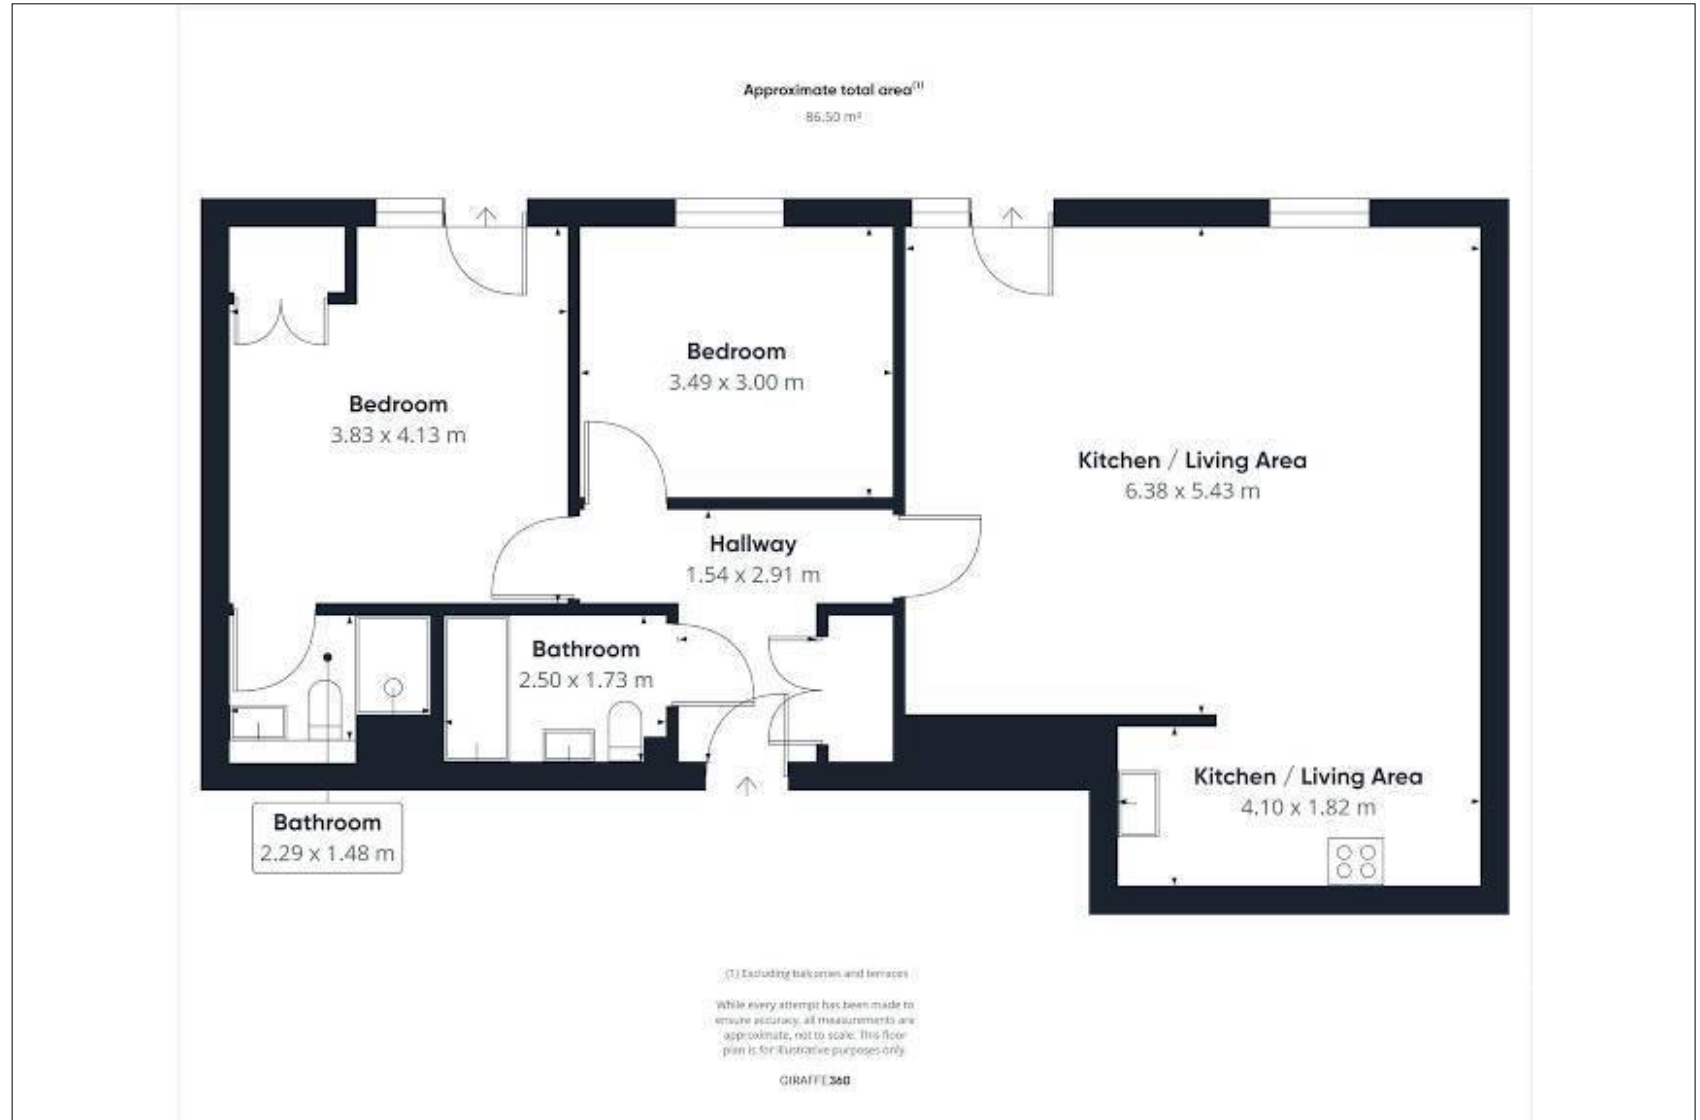 Approximate total area(1)
86.50 m²
Bedroom
3.49 x 3.00 m
Bedroom
3.83 x 4.13 m
Kitchen / Living Area
6.38 x 5.43 m
Hallway
1.54 x 2.91 m
Bathroom
2.50 x 1.73 m
Kitchen / Living Area
4.10 x 1.82 m
Bathroom
2.29 x 1.48 m
(1) Excluding balconies and terraces
While every attempt has been made to
ensure accuracy, all measurements are
approximate, not to scale. This floor
plan is for illustrative purposes only.
GIRAFFE360